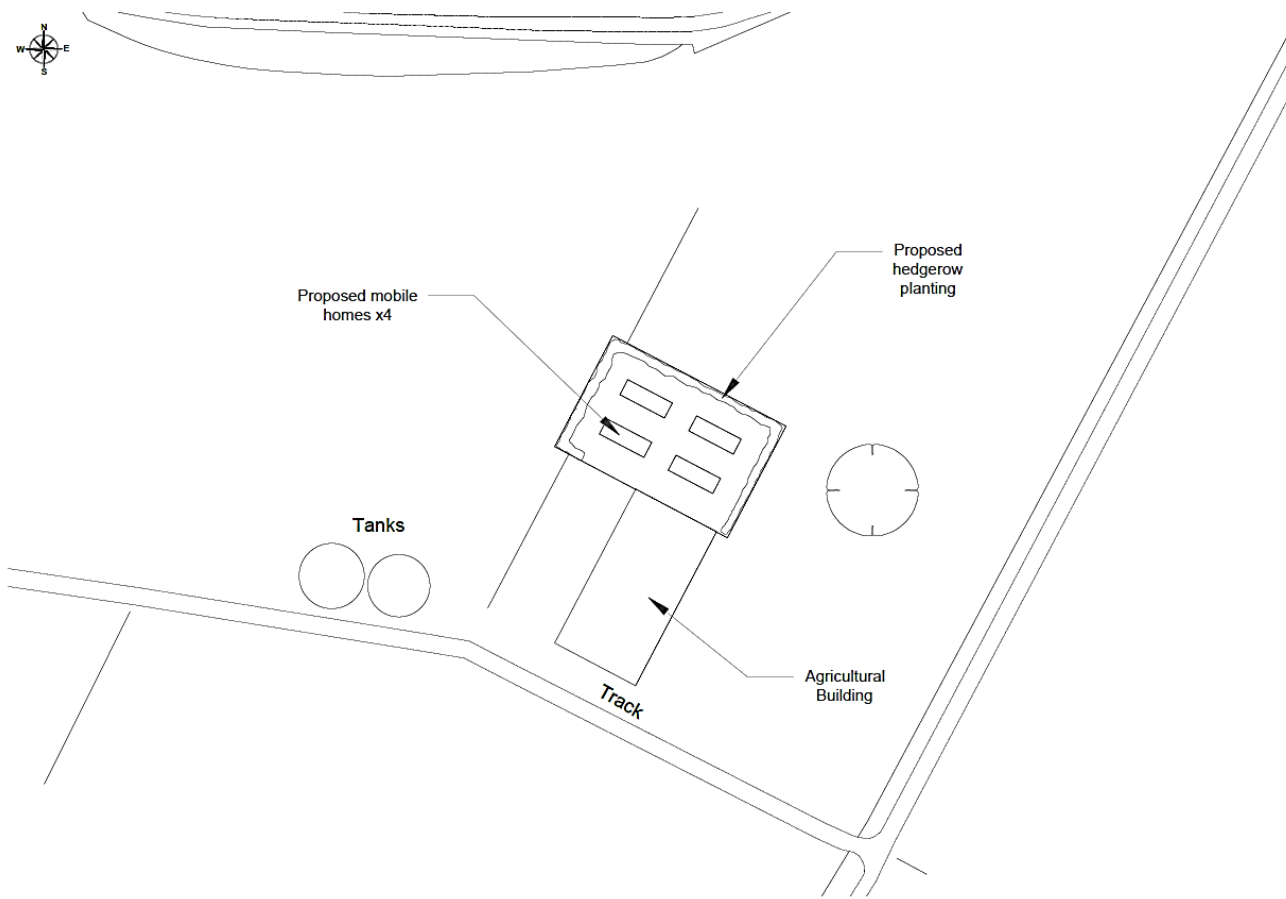 N
W
E
S
Proposed
hedgerow
planting
Proposed mobile
homes x4
Tanks
Agricultural
Building
Track